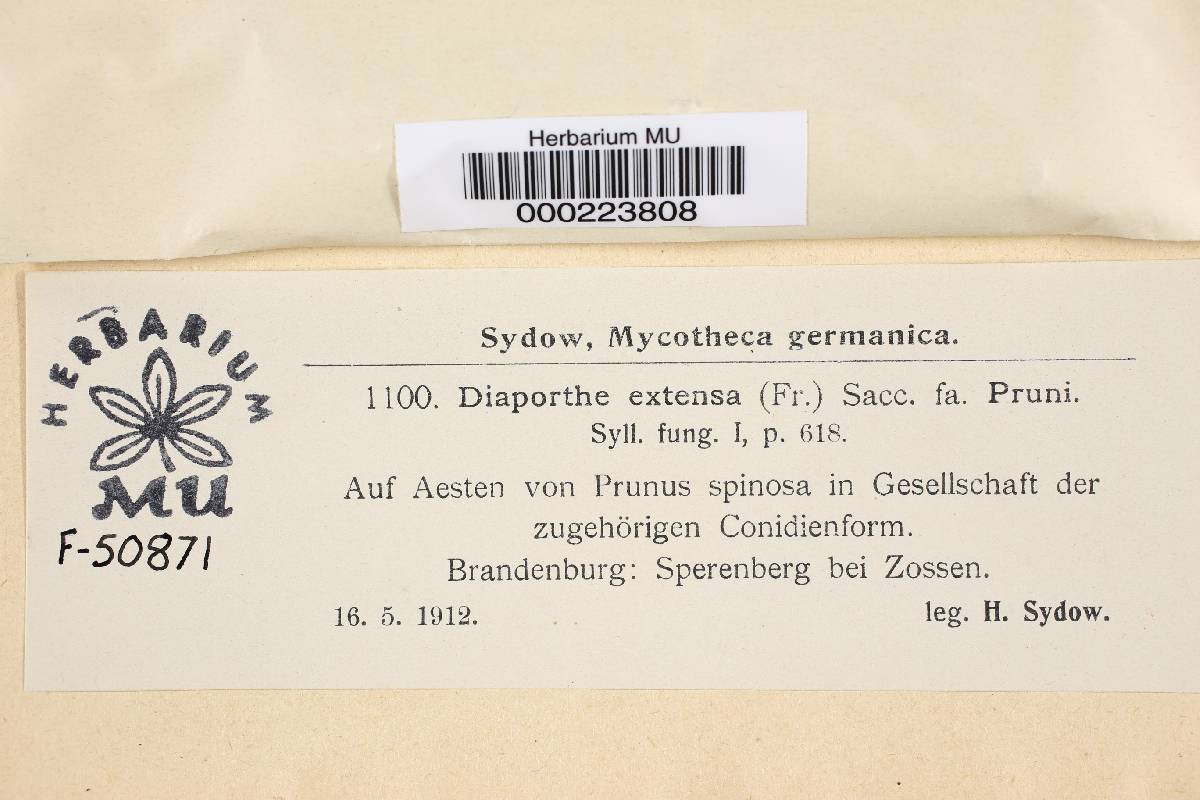 Herbarium MU
000223808
HERBARIUM
MU
F-50871
Sydow, Mycotheca germanica.
1100. Diaporthe extensa (Fr.) Sacc. fa. Pruni.
Syll. fung. I, p. 618.
Auf Aesten von Prunus spinosa in Gesellschaft der
zugehörigen Conidienform.
Brandenburg: Sperenberg bei Zossen.
16. 5. 1912. leg. H. Sydow.